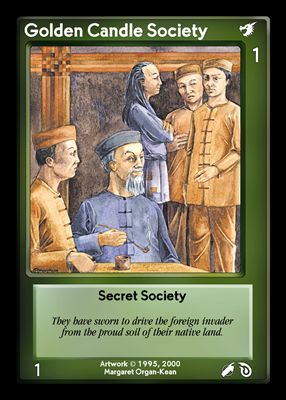 Golden Candle Society
1
Secret Society
They have sworn to drive the foreign invader
from the proud soil of their native land.
Artwork © 1995, 2000
Margaret Organ-Kean
1